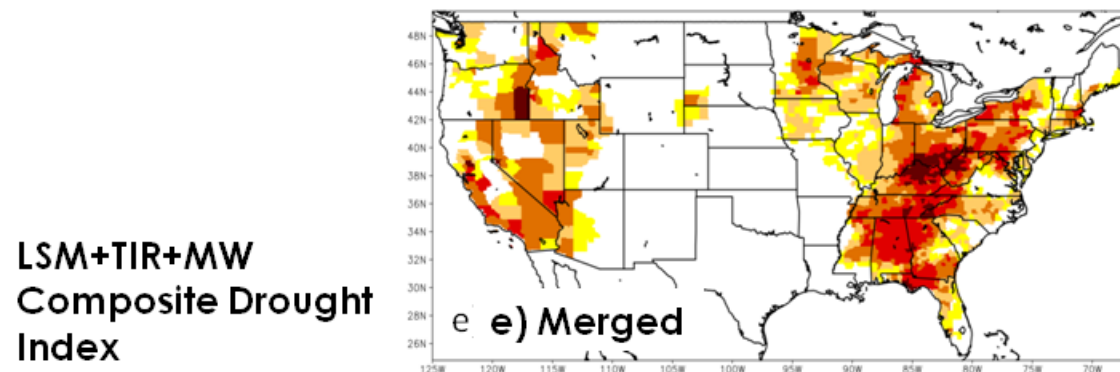 LSM+TIR+MW
Composite Drought
Index
48N
46N
44N
42N
40N
38N
36N
34N
32N
30N
28N
26N
e e) Merged
125W 120W 115W 110W 105W 100W 95W 90W 85W 80W 75W 70W